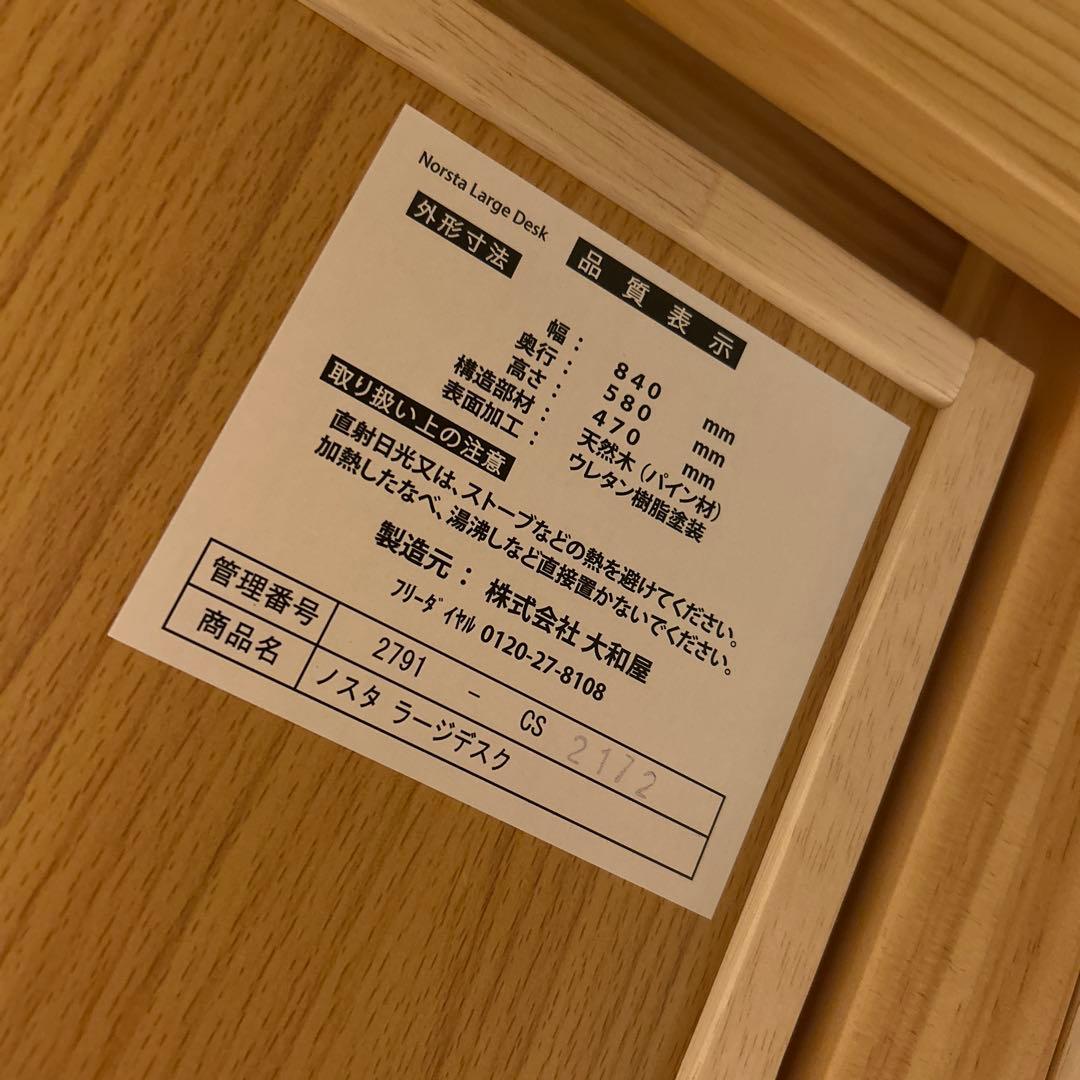 Norsta Large Desk
品質表示
外形寸法
幅： 840 mm
奥行： 580 mm
高さ： 470 mm
構造部材： 天然木（パイン材）
表面加工： ウレタン樹脂塗装
取り扱い上の注意
直射日光又は、ストーブなどの熱を避けてください。
加熱したなべ、湯沸しなど直接置かないでください。
製造元： 株式会社 大和屋
ﾌﾘｰﾀﾞｲﾔﾙ 0120-27-8108
管理番号 2791 - CS 2172
商品名 ノスタ ラージデスク